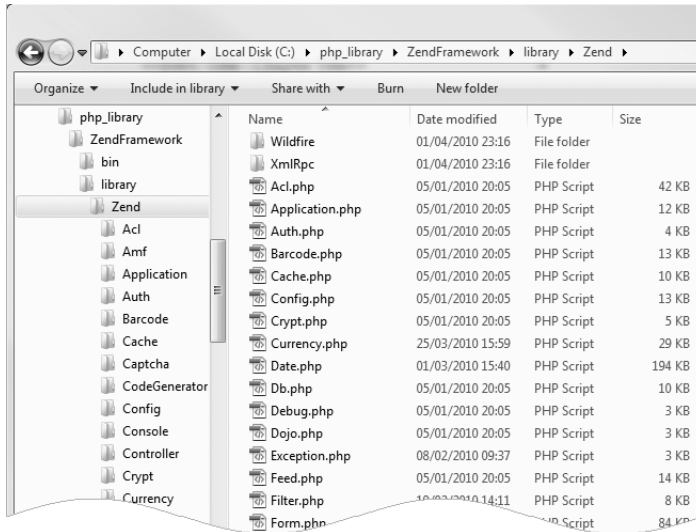 Computer Local Disk (C:) php_library ZendFramework library Zend
Organize Include in library Share with Burn New folder
php_library
ZendFramework
bin
library
Zend
Acl
Amf
Application
Auth
Barcode
Cache
Captcha
CodeGenerator
Config
Console
Controller
Crypt
Currency
Name Date modified Type Size
Wildfire 01/04/2010 23:16 File folder
XmlRpc 01/04/2010 23:16 File folder
Acl.php 05/01/2010 20:05 PHP Script 42 KB
Application.php 05/01/2010 20:05 PHP Script 12 KB
Auth.php 05/01/2010 20:05 PHP Script 4 KB
Barcode.php 05/01/2010 20:05 PHP Script 13 KB
Cache.php 05/01/2010 20:05 PHP Script 10 KB
Config.php 05/01/2010 20:05 PHP Script 13 KB
Crypt.php 05/01/2010 20:05 PHP Script 5 KB
Currency.php 25/03/2010 15:59 PHP Script 29 KB
Date.php 01/03/2010 15:40 PHP Script 194 KB
Db.php 05/01/2010 20:05 PHP Script 10 KB
Debug.php 05/01/2010 20:05 PHP Script 3 KB
Dojo.php 05/01/2010 20:05 PHP Script 3 KB
Exception.php 08/02/2010 09:37 PHP Script 3 KB
Feed.php 05/01/2010 20:05 PHP Script 14 KB
Filter.php 14:11 PHP Script 8 KB
Form.php Script 84 KB